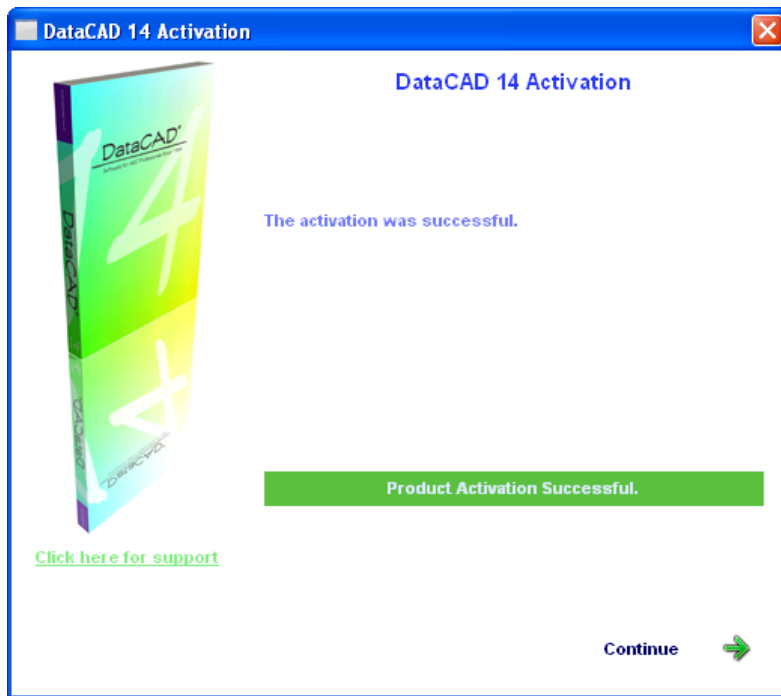 DataCAD 14 Activation
DataCAD 14 Activation
DataCAD
14
DataCAD
The activation was successful.
Product Activation Successful.
DataCAD
Click here for support
Continue